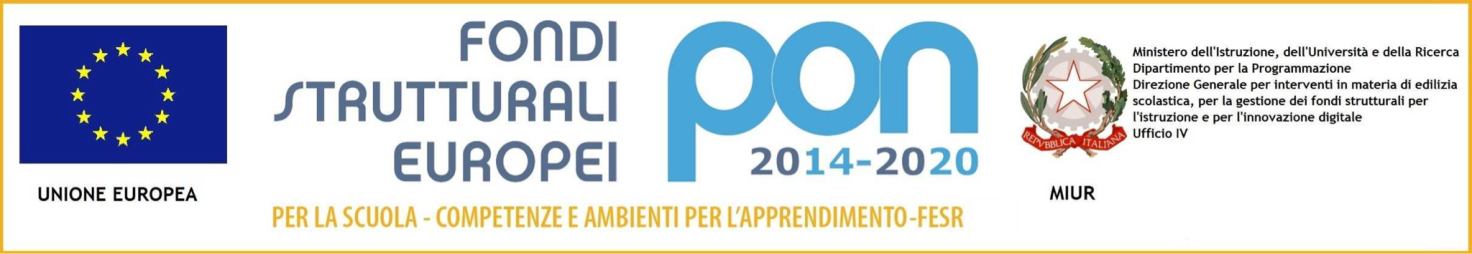 UNIONE EUROPEA
FONDI
STRUTTURALI
EUROPEI
pon
2014-2020
PER LA SCUOLA - COMPETENZE E AMBIENTI PER L'APPRENDIMENTO-FESR
REPVBBLICA ITALIANA
MIUR
Ministero dell'Istruzione, dell'Università e della Ricerca
Dipartimento per la Programmazione
Direzione Generale per interventi in materia di edilizia
scolastica, per la gestione dei fondi strutturali per
l'istruzione e per l'innovazione digitale
Ufficio IV